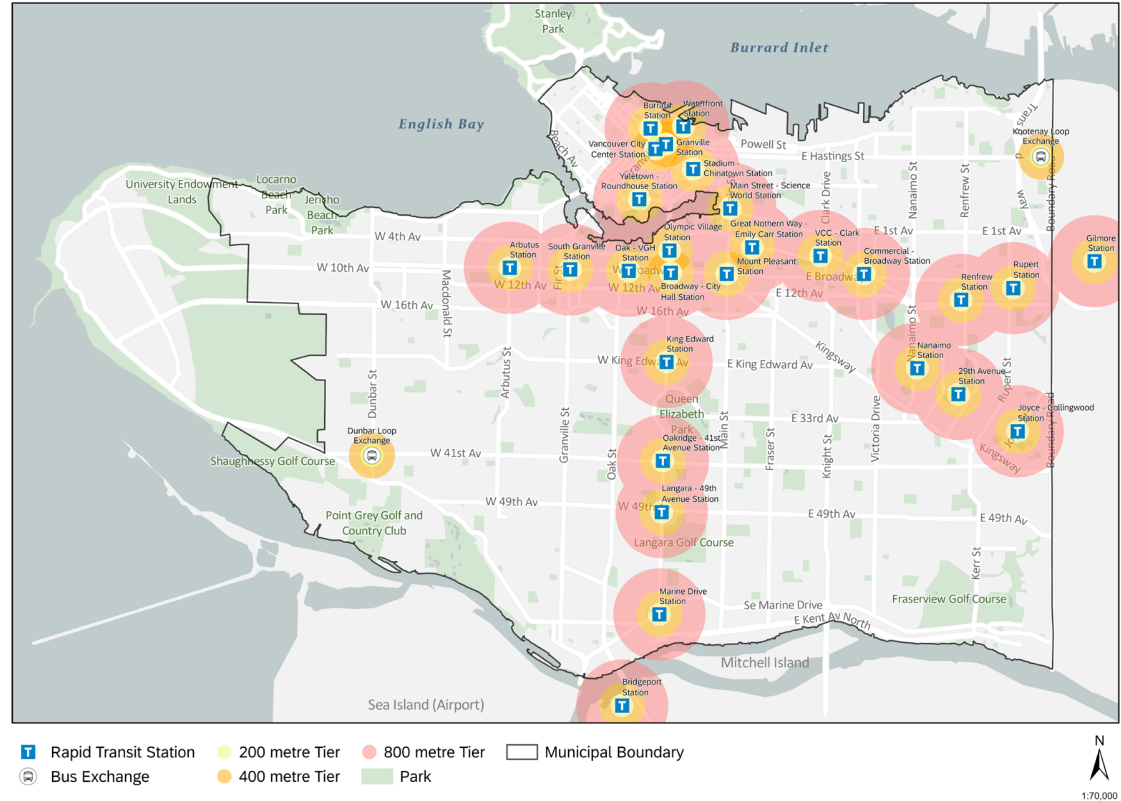 Stanley
Park
Burrard Inlet
English Bay
Burrard
Station
Waterfront
Station
Vancouver City
Center Station
Granville
Station
Stadium -
Chinatown Station
Yaletown -
Roundhouse Station
Main Street - Science
World Station
Beach Av
Powell St
E Hastings St
Trans
Way
Kootenay Loop
Exchange
Boundary Road
Nanaimo St
Renfrew St
Clark Drive
University Endowment
Lands
Locarno
Beach
Park
Jericho
Beach
Park
W 4th Av
W 10th Av
W 16th Av
Macdonald St
Arbutus
Station
South Granville
Station
Oak - VGH
Station
Olympic Village
Station
Great Nothern Way -
Emily Carr Station
VCC - Clark
Station
Commercial -
Broadway Station
Mount Pleasant
Station
Broadway - City
Hall Station
W Broadw
W 12th Av
W 12th Av
W 16th Av
E Broadw
E 12th Av
E 1st Av
E 1st Av
Gilmore
Station
Renfrew
Station
Rupert
Station
Nanaimo St
Nanaimo
Station
29th Avenue
Station
Rupert St
Joyce - Collingwood
Station
Kingsway
Boundary Road
King Edward
Station
W King Edw
Av
E King Edward Av
Kingsway
Queen
Elizabeth
Park
E 33rd Av
Oakridge - 41st
Avenue Station
Langara - 49th
Avenue Station
W 49th
Langara Golf Course
Main St
Fraser St
Knight St
Victoria Drive
Dunbar St
Arbutus St
Granville St
Oak St
Dunbar Loop
Exchange
W 41st Av
W 49th Av
Shaughnessy Golf Course
Point Grey Golf and
Country Club
E 49th Av
E 49th Av
Kerr St
Fraserview Golf Course
Marine Drive
Station
Se Marine Drive
E Kent Av North
Mitchell Island
Bridgeport
Station
Sea Island (Airport)
Rapid Transit Station
200 metre Tier
800 metre Tier
Municipal Boundary
Bus Exchange
400 metre Tier
Park
N
1:70,000